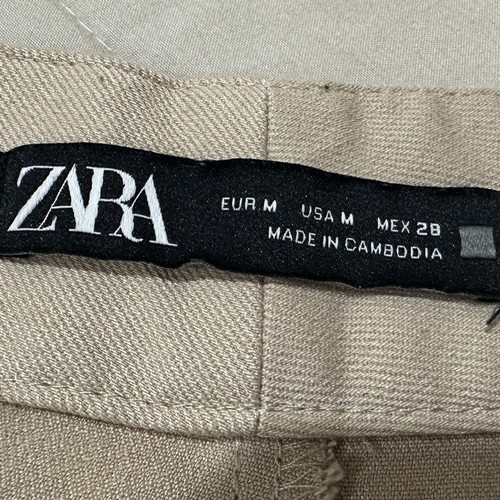 ZARA
EUR M USA M MEX 28
MADE IN CAMBODIA